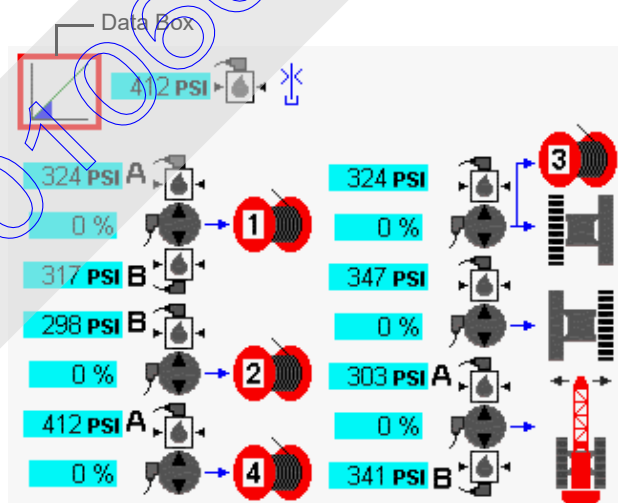 Data Box
412 PSI
324 PSI A
0 % 1
317 PSI B
298 PSI B
0 % 2
412 PSI A
0 % 4
324 PSI
3
0 %
347 PSI
0 %
303 PSI A
0 %
341 PSI B
0106